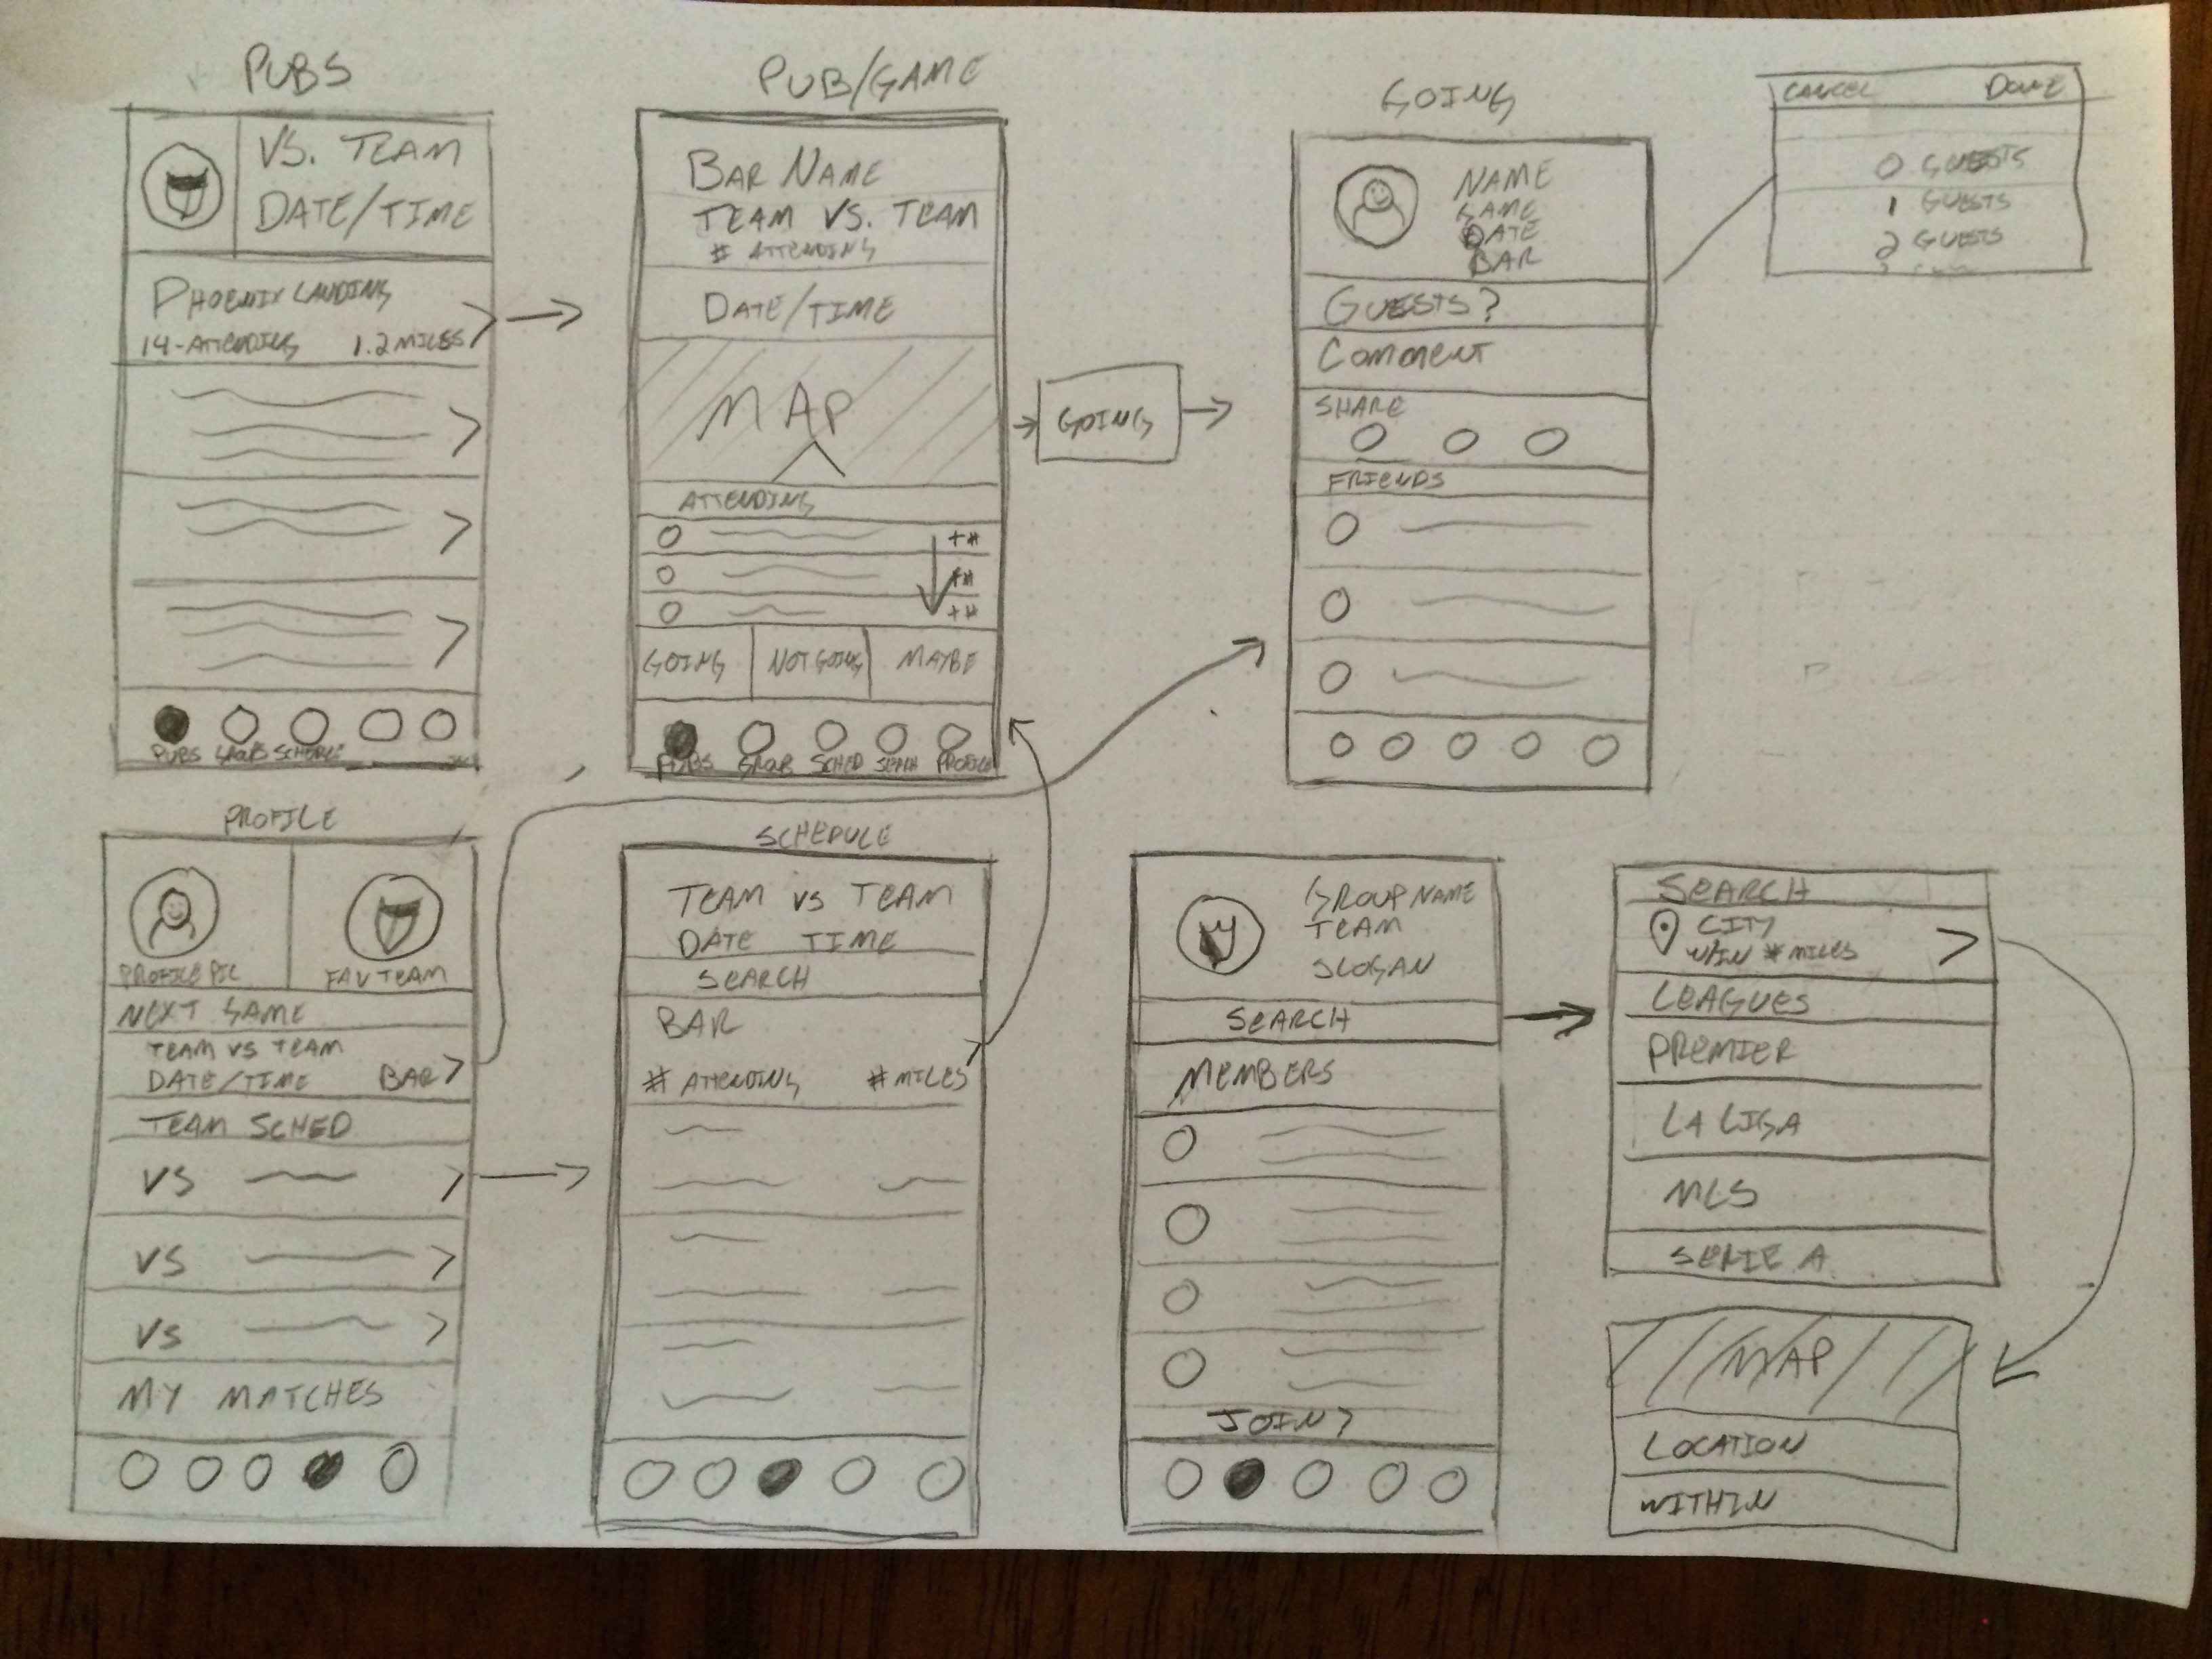 PUBS
VS. TEAM
DATE/TIME
PHOENIX LANDING
14-ATTENDING 1.2 MILES
PUBS GROUPS SCHEDULE
PUB/GAME
BAR NAME
TEAM VS. TEAM
# ATTENDING
DATE/TIME
MAP
ATTENDING
+#
+#
+#
GOING NOT GOING MAYBE
PUBS GROUP SCHED SEARCH PROFILE
GOING
GOING
NAME
GAME
DATE
BAR
GUESTS?
COMMENT
SHARE
FRIENDS
CANCEL DONE
0 GUESTS
1 GUESTS
2 GUESTS
PROFILE
PROFILE PIC FAV TEAM
NEXT GAME
TEAM VS TEAM
DATE/TIME BAR >
TEAM SCHED
VS >
VS >
VS >
MY MATCHES
SCHEDULE
TEAM VS TEAM
DATE TIME
SEARCH
BAR
# ATTENDING # MILES
GROUP NAME
TEAM
SLOGAN
SEARCH
MEMBERS
JOIN?
SEARCH
CITY
W/IN # MILES
LEAGUES
PREMIER
LA LIGA
MLS
SERIE A
MAP
LOCATION
WITHIN